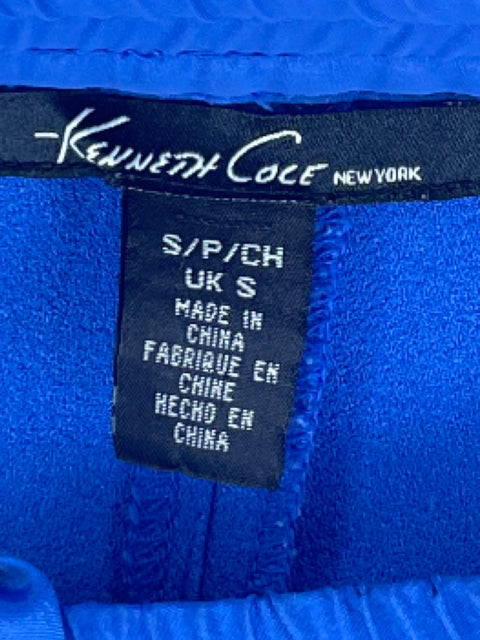 Kenneth Cole NEW YORK
S/P/CH
UK S
MADE IN
CHINA
FABRIQUE EN
CHINE
HECHO EN
CHINA